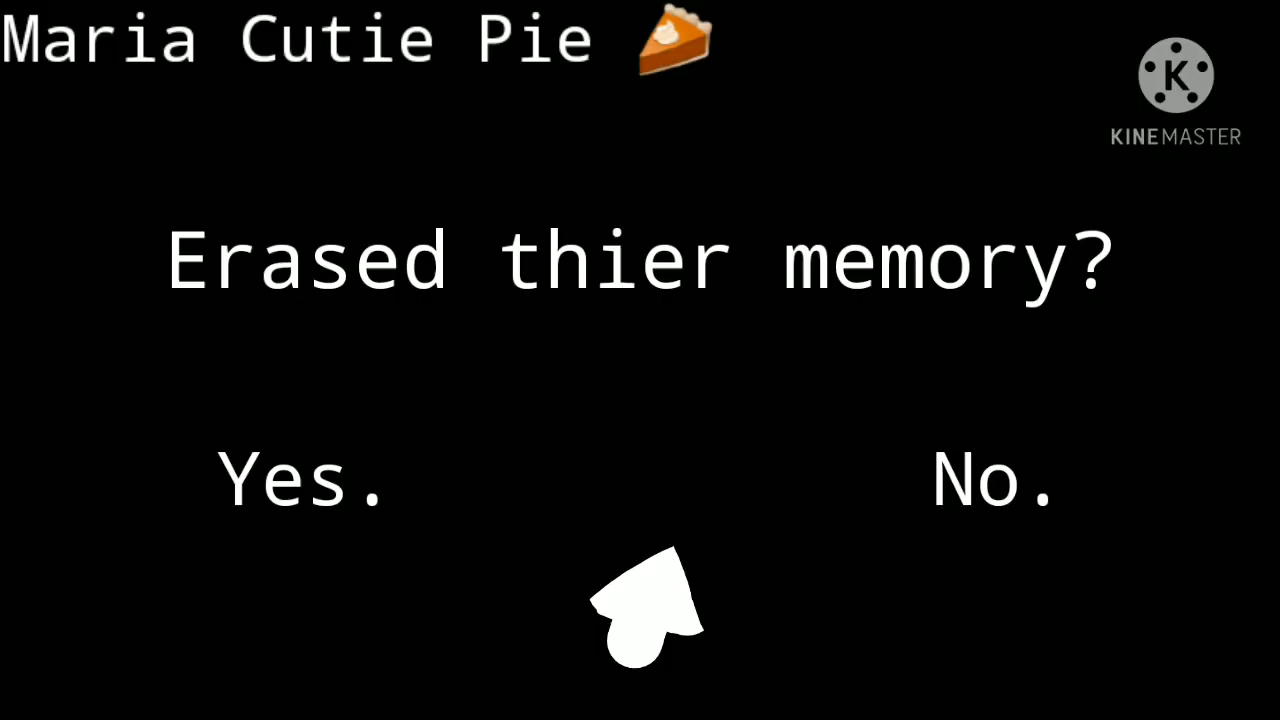 Maria Cutie Pie 🥧
K
KINEMASTER
Erased thier memory?
Yes. No.